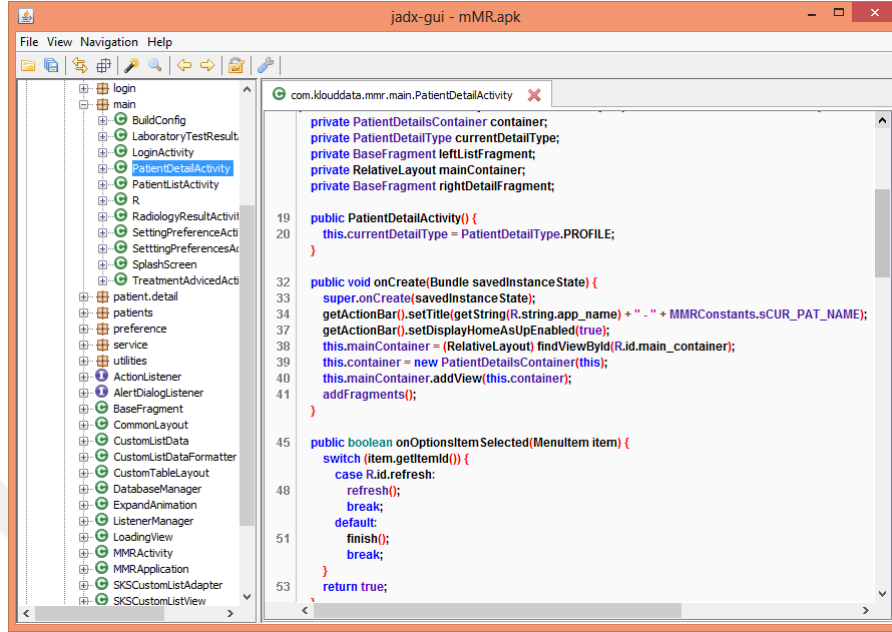 jadx-gui - mMR.apk
File View Navigation Help
login
main
BuildConfig
LaboratoryTestResult
LoginActivity
PatientDetailActivity
PatientListActivity
R
RadiologyResultActivit
SettingPreferenceActi
SetttingPreferencesAc
SplashScreen
TreatmentAdvicedActi
patient.detail
patients
preference
service
utilities
ActionListener
AlertDialogListener
BaseFragment
CommonLayout
CustomListData
CustomListDataFormatter
CustomTableLayout
DatabaseManager
ExpandAnimation
ListenerManager
LoadingView
MMRActivity
MMRApplication
SKSCustomListAdapter
SKSCustomListView
com.klouddata.mmr.main.PatientDetailActivity
private PatientDetailsContainer container;
private PatientDetailType currentDetailType;
private BaseFragment leftListFragment;
private RelativeLayout mainContainer;
private BaseFragment rightDetailFragment;
19 public PatientDetailActivity() {
20 this.currentDetailType = PatientDetailType.PROFILE;
}
32 public void onCreate(Bundle savedInstanceState) {
33 super.onCreate(savedInstanceState);
34 getActionBar().setTitle(getString(R.string.app_name) + " - " + MMRConstants.sCUR_PAT_NAME);
37 getActionBar().setDisplayHomeAsUpEnabled(true);
38 this.mainContainer = (RelativeLayout) findViewById(R.id.main_container);
39 this.container = new PatientDetailsContainer(this);
40 this.mainContainer.addView(this.container);
41 addFragments();
}
45 public boolean onOptionsItemSelected(MenuItem item) {
switch (item.getItemId()) {
case R.id.refresh:
48 refresh();
break;
default:
51 finish();
break;
}
53 return true;